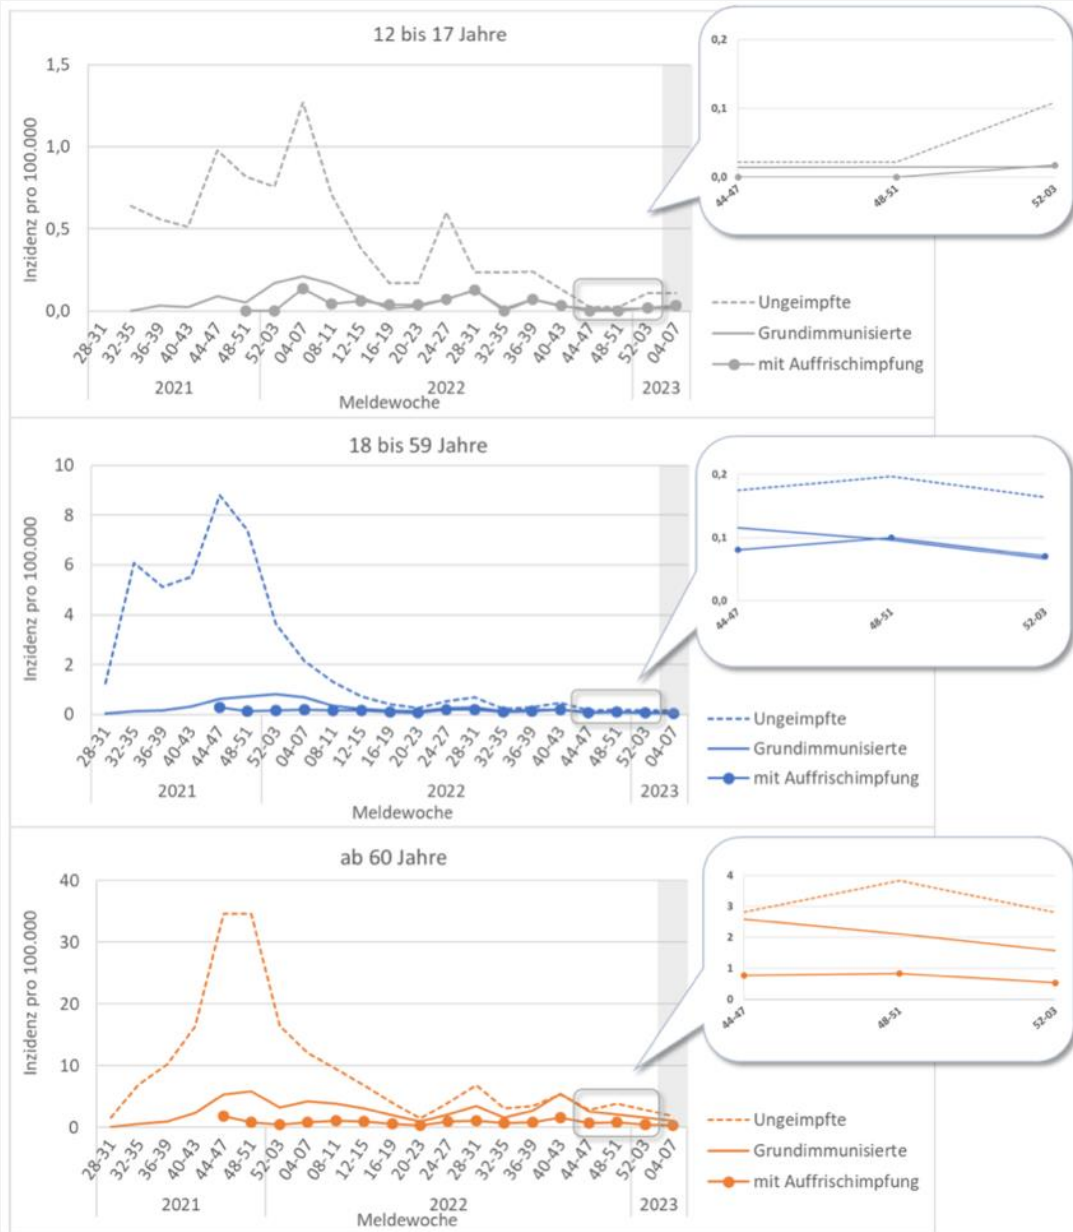 12 bis 17 Jahre
Inzidenz pro 100.000
1,5
1,0
0,5
0,0
28-31 32-35 36-39 40-43 44-47 48-51 52-03 04-07 08-11 12-15 16-19 20-23 24-27 28-31 32-35 36-39 40-43 44-47 48-51 52-03 04-07
2021 2022 2023
Meldewoche
0,2
0,1
0,0
44-47 48-51 52-03
Ungeimpfte
Grundimmunisierte
mit Auffrischimpfung
18 bis 59 Jahre
Inzidenz pro 100.000
10
8
6
4
2
0
28-31 32-35 36-39 40-43 44-47 48-51 52-03 04-07 08-11 12-15 16-19 20-23 24-27 28-31 32-35 36-39 40-43 44-47 48-51 52-03 04-07
2021 2022 2023
Meldewoche
0,2
0,1
0,0
44-47 48-51 52-03
Ungeimpfte
Grundimmunisierte
mit Auffrischimpfung
ab 60 Jahre
Inzidenz pro 100.000
40
30
20
10
0
28-31 32-35 36-39 40-43 44-47 48-51 52-03 04-07 08-11 12-15 16-19 20-23 24-27 28-31 32-35 36-39 40-43 44-47 48-51 52-03 04-07
2021 2022 2023
Meldewoche
4
3
2
1
0
44-47 48-51 52-03
Ungeimpfte
Grundimmunisierte
mit Auffrischimpfung